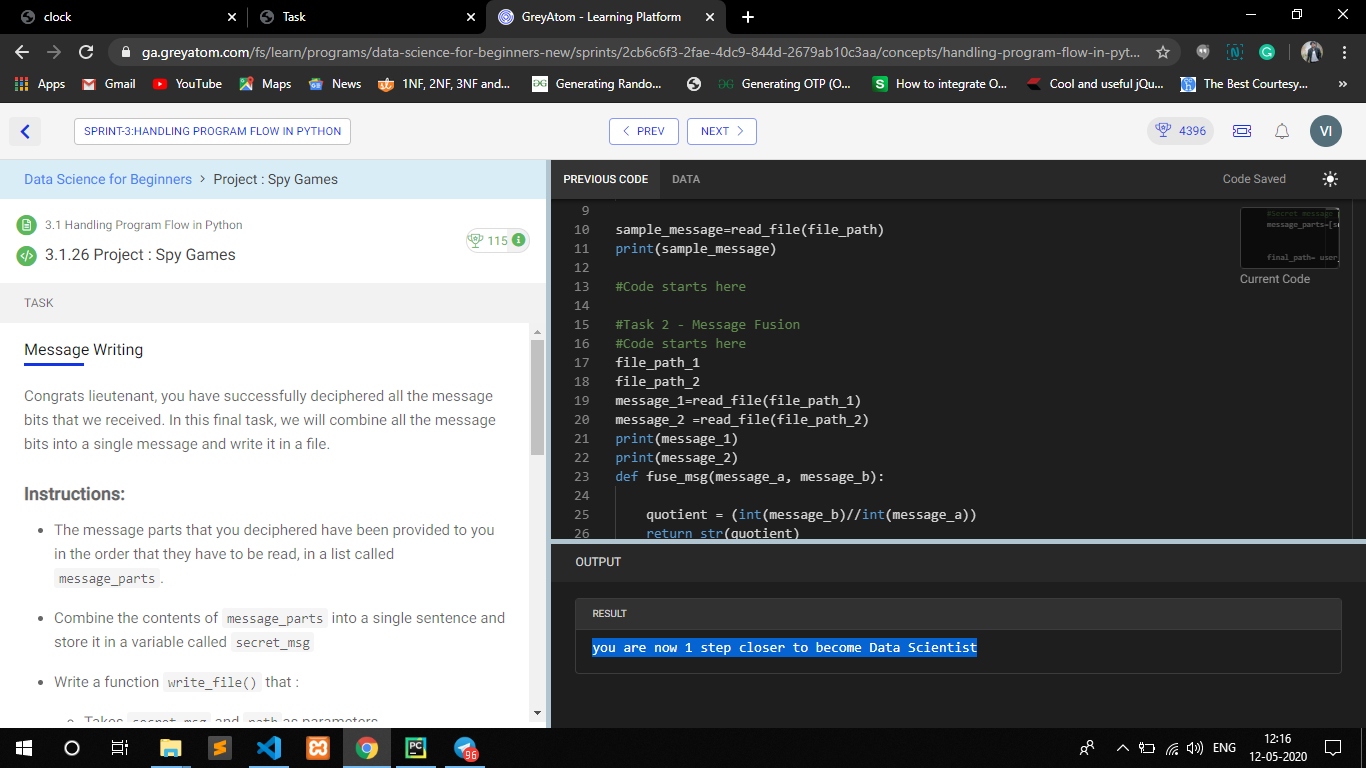 clock
Task
GreyAtom - Learning Platform
ga.greyatom.com/fs/learn/programs/data-science-for-beginners-new/sprints/2cb6c6f3-2fae-4dc9-844d-2679ab10c3aa/concepts/handling-program-flow-in-pyt...
Apps Gmail YouTube Maps News 1NF, 2NF, 3NF and... Generating Rando... Generating OTP (O... How to integrate O... Cool and useful jQu... The Best Courtesy... »
SPRINT-3:HANDLING PROGRAM FLOW IN PYTHON
PREV
NEXT
4396
VI
Data Science for Beginners > Project : Spy Games
3.1 Handling Program Flow in Python
3.1.26 Project : Spy Games
115
TASK
Message Writing
Congrats lieutenant, you have successfully deciphered all the message
bits that we received. In this final task, we will combine all the message
bits into a single message and write it in a file.
Instructions:
The message parts that you deciphered have been provided to you
in the order that they have to be read, in a list called
message_parts .
Combine the contents of message_parts into a single sentence and
store it in a variable called secret_msg
Write a function write_file() that :
Takes secret_msg and path as parameters
PREVIOUS CODE
DATA
Code Saved
9
10 sample_message=read_file(file_path)
11 print(sample_message)
12
13 #Code starts here
14
15 #Task 2 - Message Fusion
16 #Code starts here
17 file_path_1
18 file_path_2
19 message_1=read_file(file_path_1)
20 message_2 =read_file(file_path_2)
21 print(message_1)
22 print(message_2)
23 def fuse_msg(message_a, message_b):
24
25 quotient = (int(message_b)//int(message_a))
26 return str(quotient)
#Secret message
message_parts=[s
final_path= user_
Current Code
OUTPUT
RESULT
you are now 1 step closer to become Data Scientist
PC
96
ENG
12:16
12-05-2020